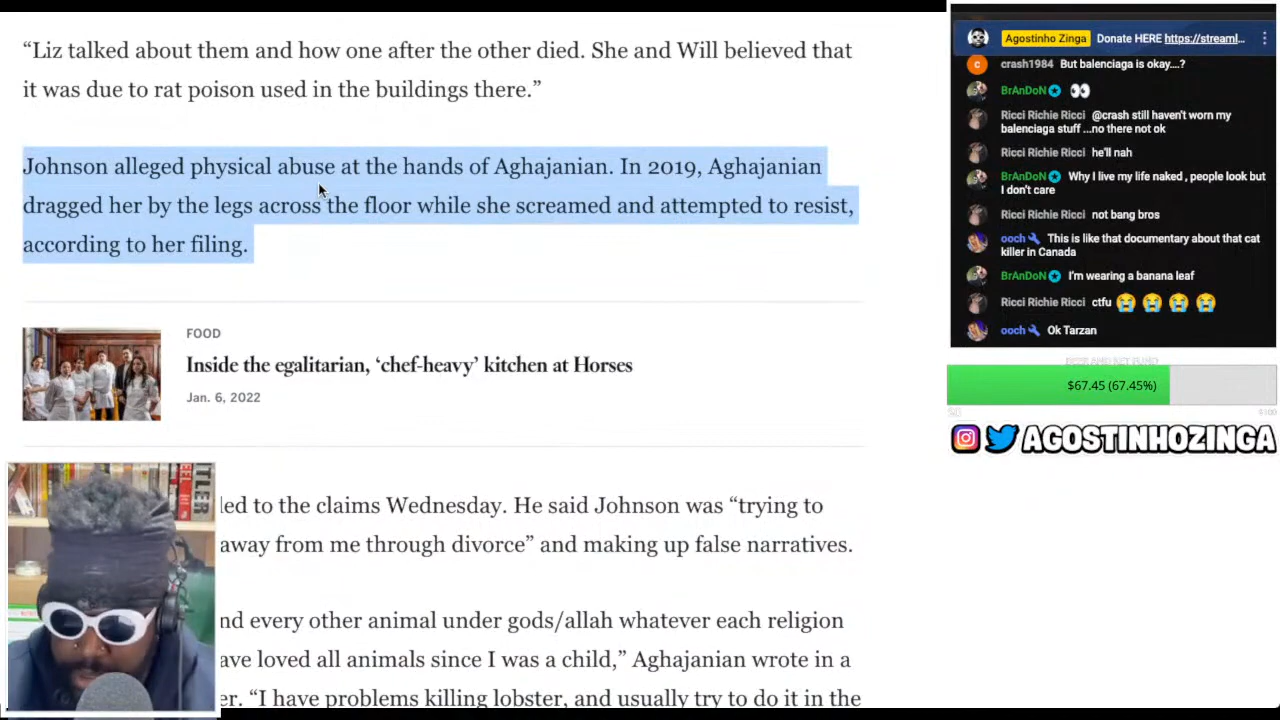 “Liz talked about them and how one after the other died. She and Will believed that
it was due to rat poison used in the buildings there.”
Johnson alleged physical abuse at the hands of Aghajanian. In 2019, Aghajanian
dragged her by the legs across the floor while she screamed and attempted to resist,
according to her filing.
FOOD
Inside the egalitarian, ‘chef-heavy’ kitchen at Horses
Jan. 6, 2022
led to the claims Wednesday. He said Johnson was “trying to
away from me through divorce” and making up false narratives.
nd every other animal under gods/allah whatever each religion
ave loved all animals since I was a child,” Aghajanian wrote in a
er. “I have problems killing lobster, and usually try to do it in the
Agostinho Zinga Donate HERE https://streaml...
crash1984 But balenciaga is okay....?
BrAnDoN 👀
Ricci Richie Ricci @crash still haven't worn my
balenciaga stuff ...no there not ok
Ricci Richie Ricci he'll nah
BrAnDoN Why I live my life naked , people look but
I don't care
Ricci Richie Ricci not bang bros
ooch This is like that documentary about that cat
killer in Canada
BrAnDoN I'm wearing a banana leaf
Ricci Richie Ricci ctfu 😭 😭 😭 😭
ooch Ok Tarzan
$67.45 (67.45%)
$100
AGOSTINHOZINGA